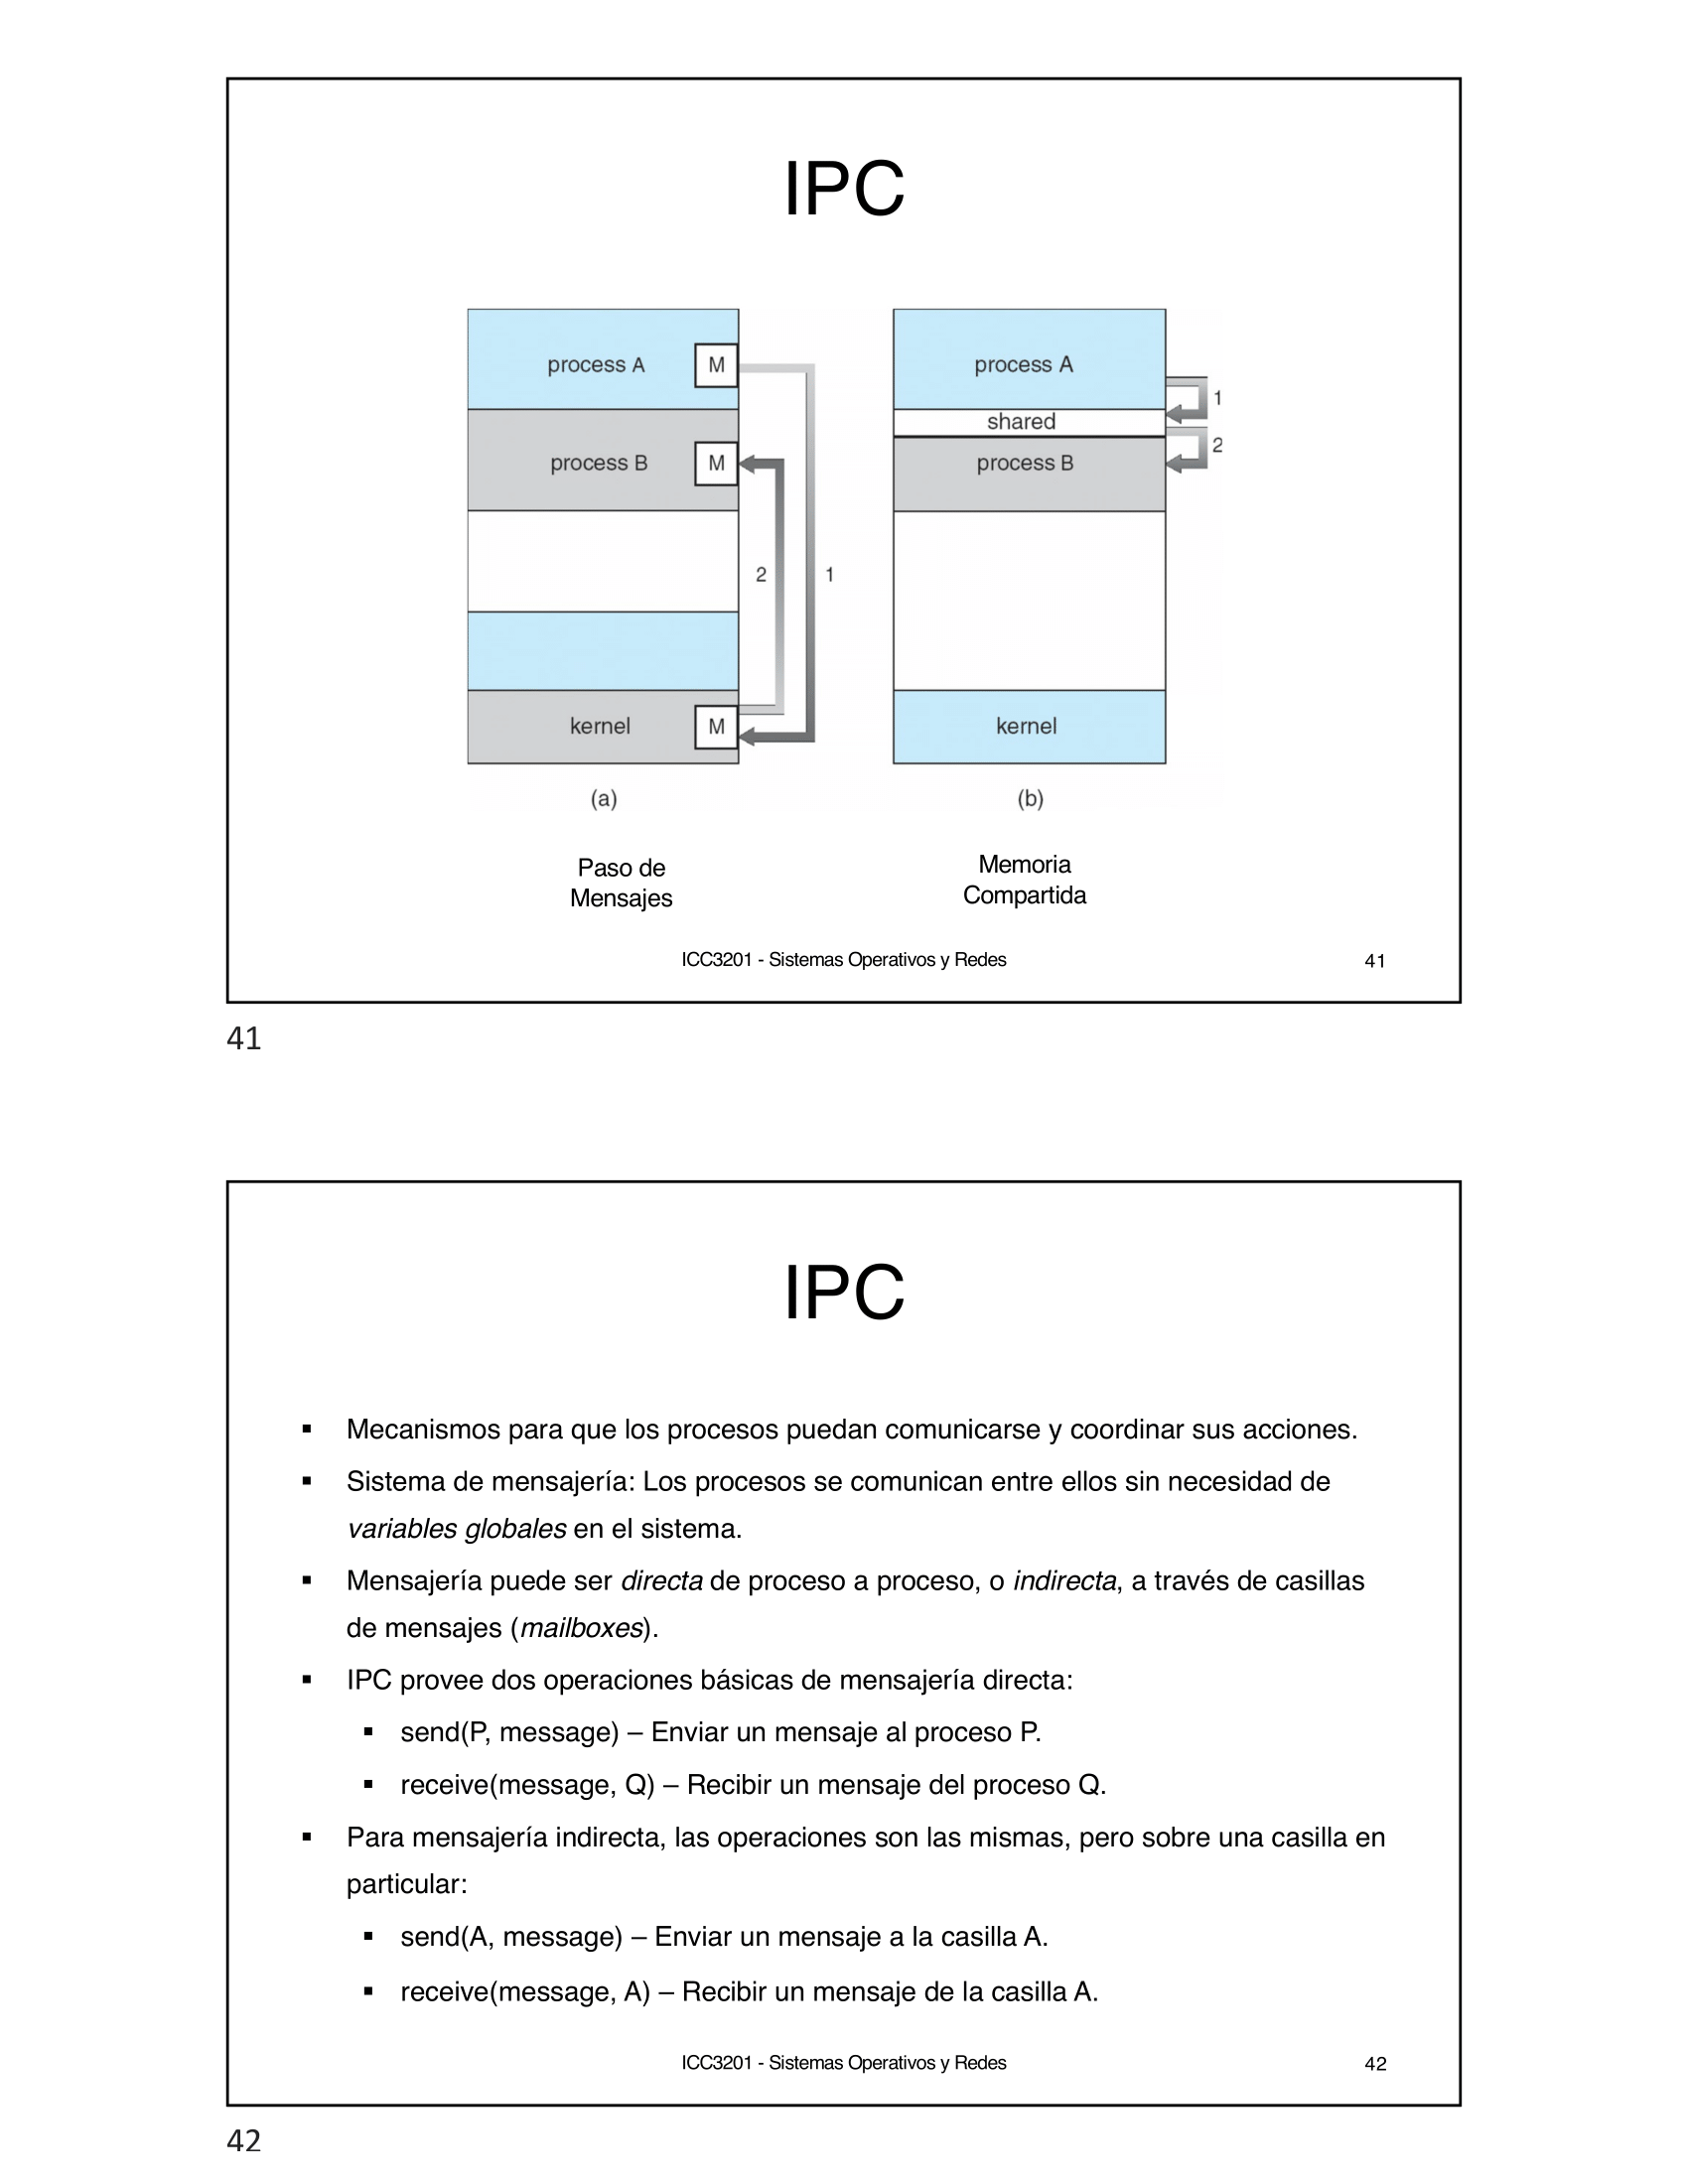 IPC
process A
M
process B
M
2
1
kernel
M
(a)
Paso de
Mensajes
process A
1
shared
2
process B
kernel
(b)
Memoria
Compartida
ICC3201 - Sistemas Operativos y Redes
41
41
IPC
▪ Mecanismos para que los procesos puedan comunicarse y coordinar sus acciones.
▪ Sistema de mensajería: Los procesos se comunican entre ellos sin necesidad de
variables globales en el sistema.
▪ Mensajería puede ser directa de proceso a proceso, o indirecta, a través de casillas
de mensajes (mailboxes).
▪ IPC provee dos operaciones básicas de mensajería directa:
▪ send(P, message) – Enviar un mensaje al proceso P.
▪ receive(message, Q) – Recibir un mensaje del proceso Q.
▪ Para mensajería indirecta, las operaciones son las mismas, pero sobre una casilla en
particular:
▪ send(A, message) – Enviar un mensaje a la casilla A.
▪ receive(message, A) – Recibir un mensaje de la casilla A.
ICC3201 - Sistemas Operativos y Redes
42
42